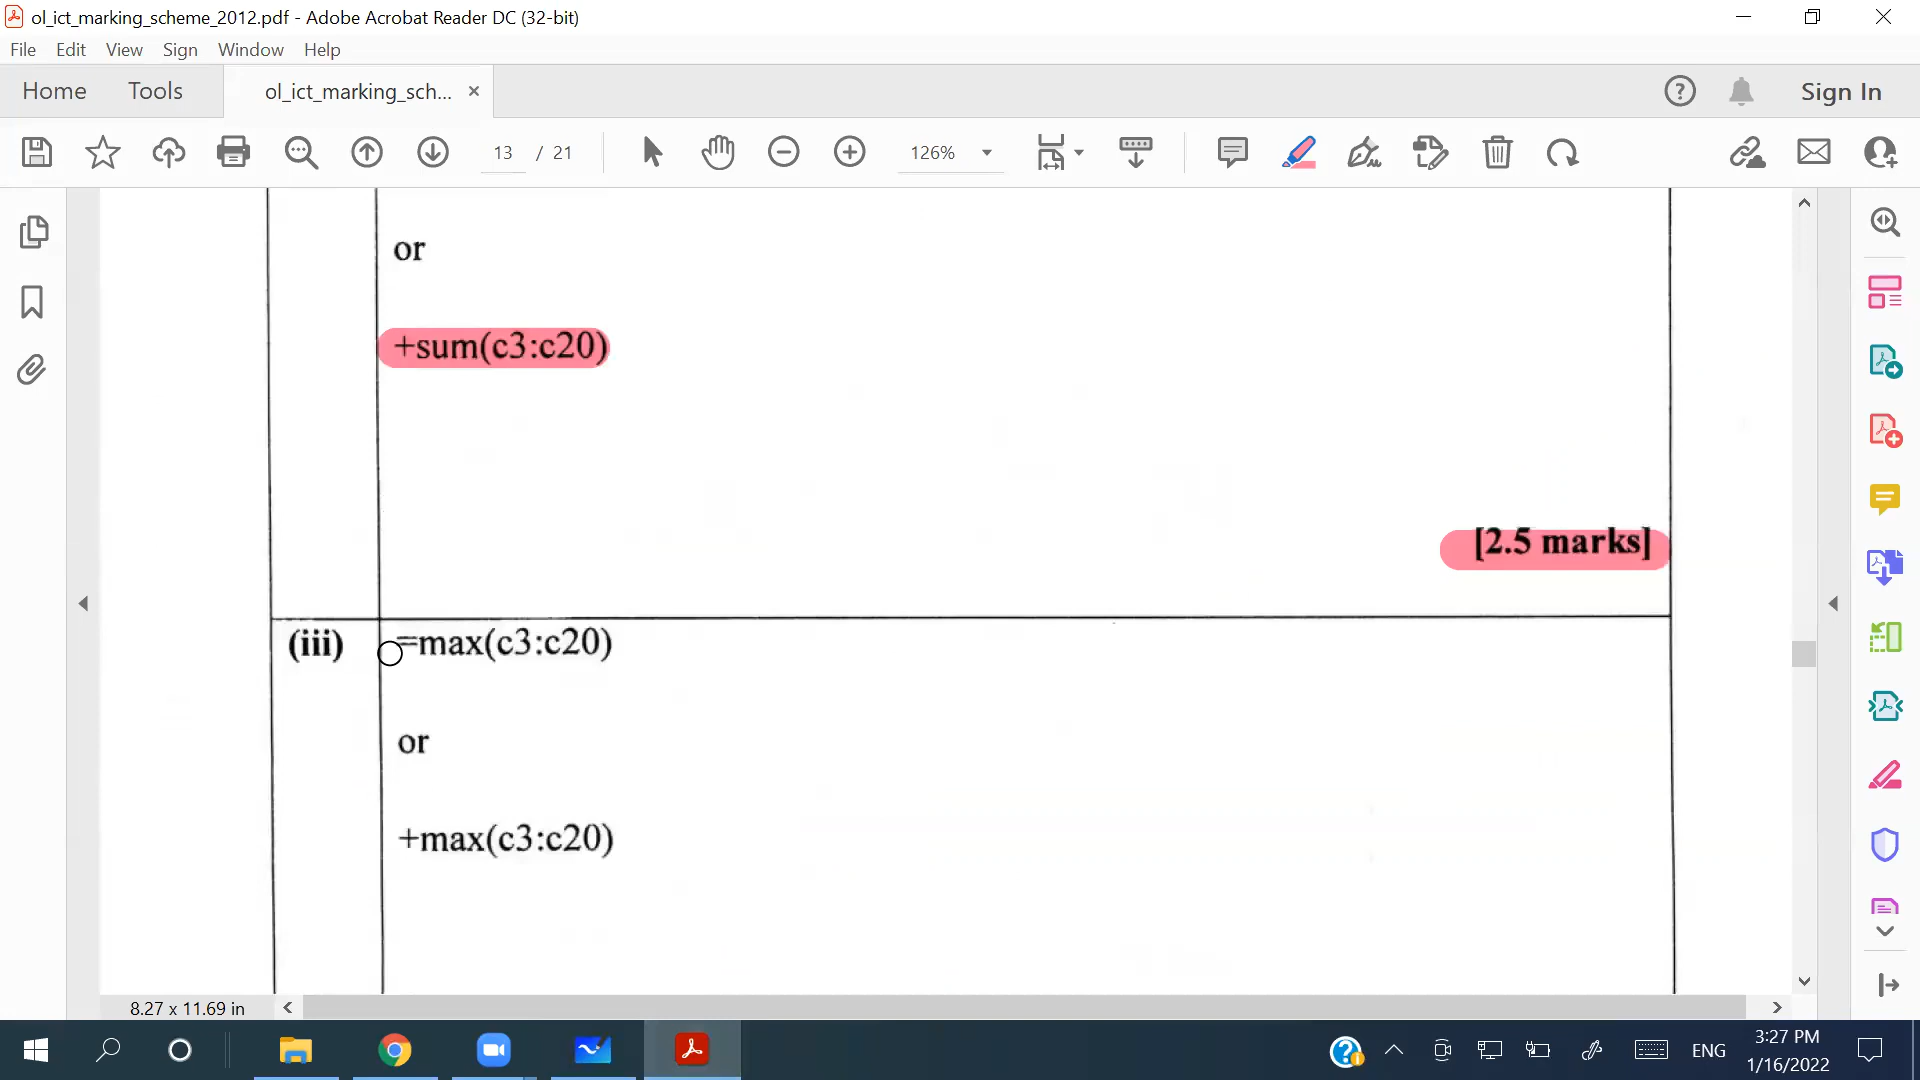 ol_ict_marking_scheme_2012.pdf - Adobe Acrobat Reader DC (32-bit)
File Edit View Sign Window Help
Home Tools ol_ict_marking_sch... × Sign In
13 / 21 126%
or
+sum(c3:c20)
[2.5 marks]
(iii) =max(c3:c20)
or
+max(c3:c20)
8.27 x 11.69 in
ENG 3:27 PM
1/16/2022